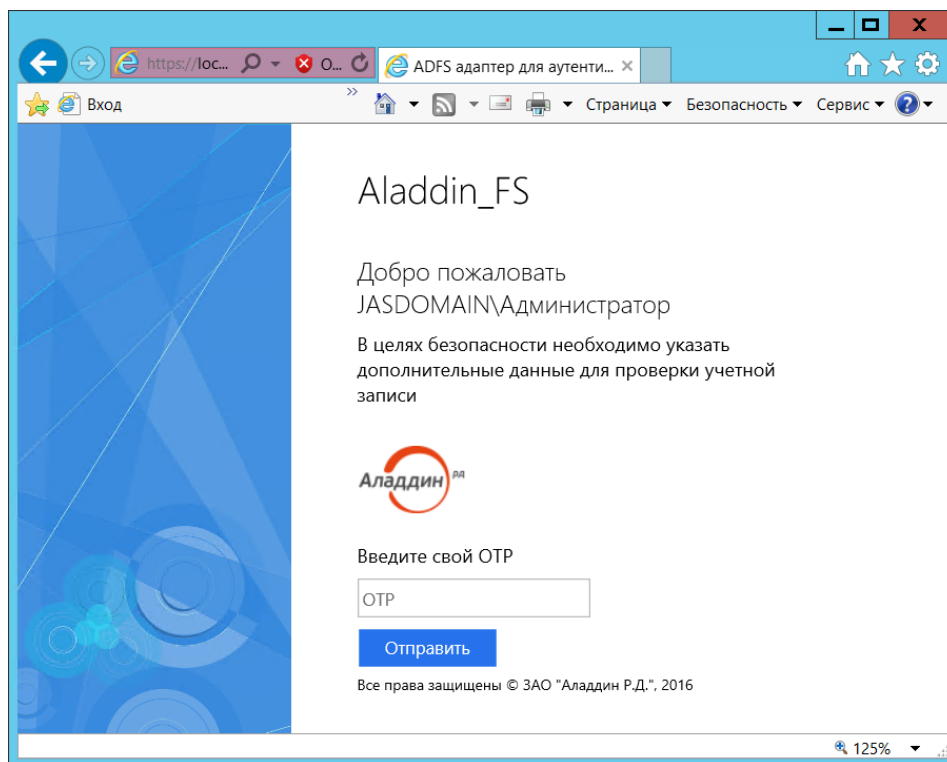 X
https://loc...
О...
ADFS адаптер для аутенти... ×
Вход
»
Страница
Безопасность
Сервис
?
Aladdin_FS
Добро пожаловать
JASDOMAIN\Администратор
В целях безопасности необходимо указать
дополнительные данные для проверки учетной
записи
Аладдин РД
Введите свой OTP
OTP
Отправить
Все права защищены © ЗАО "Аладдин Р.Д.", 2016
125%